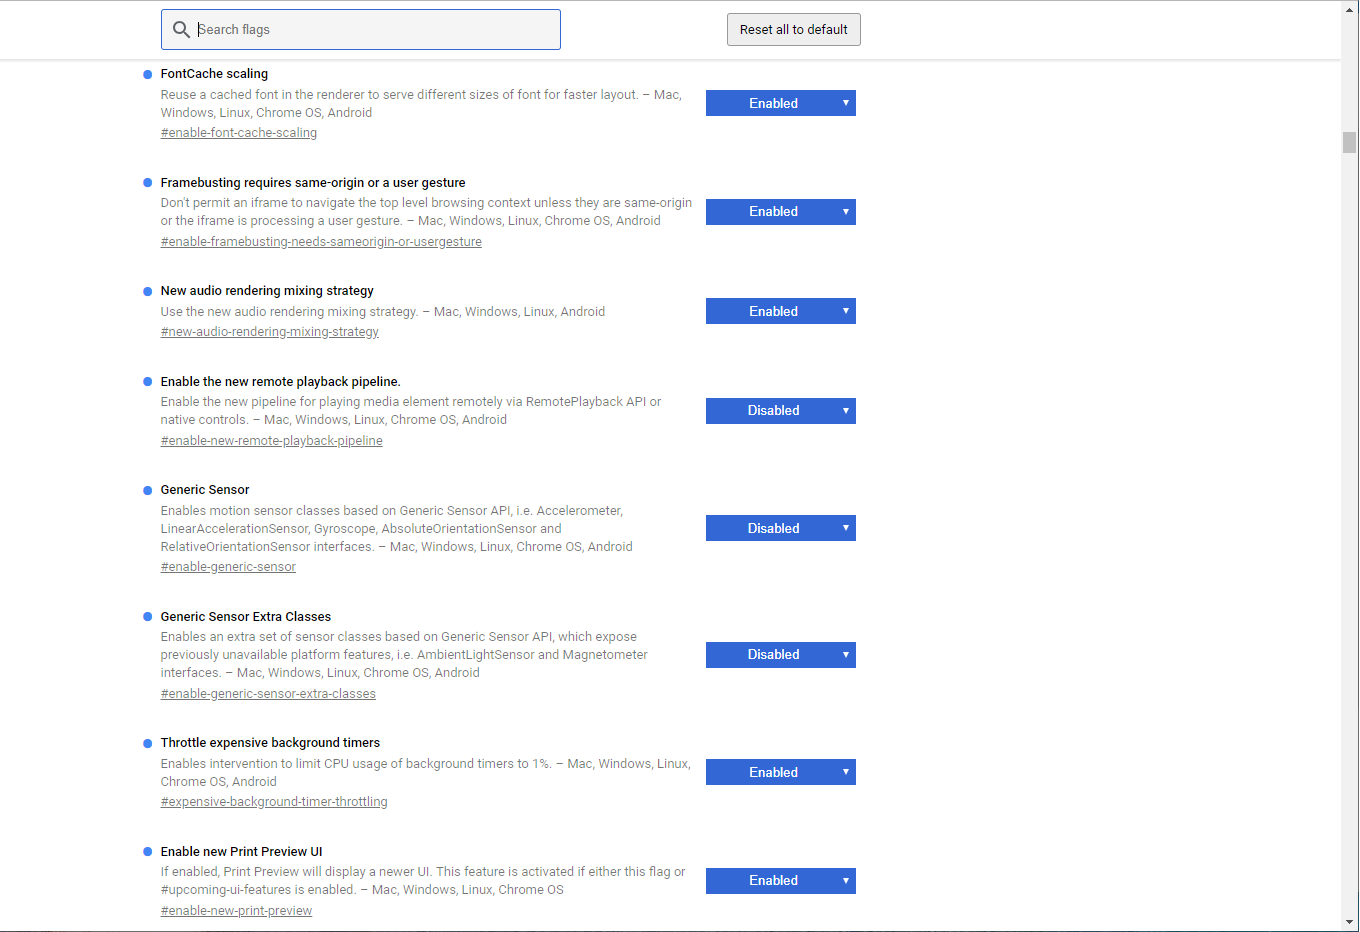 Search flags
Reset all to default
FontCache scaling
Reuse a cached font in the renderer to serve different sizes of font for faster layout. – Mac,
Windows, Linux, Chrome OS, Android
#enable-font-cache-scaling
Enabled
Framebusting requires same-origin or a user gesture
Don't permit an iframe to navigate the top level browsing context unless they are same-origin
or the iframe is processing a user gesture. – Mac, Windows, Linux, Chrome OS, Android
#enable-framebusting-needs-sameorigin-or-usergesture
Enabled
New audio rendering mixing strategy
Use the new audio rendering mixing strategy. – Mac, Windows, Linux, Android
#new-audio-rendering-mixing-strategy
Enabled
Enable the new remote playback pipeline.
Enable the new pipeline for playing media element remotely via RemotePlayback API or
native controls. – Mac, Windows, Linux, Chrome OS, Android
#enable-new-remote-playback-pipeline
Disabled
Generic Sensor
Enables motion sensor classes based on Generic Sensor API, i.e. Accelerometer,
LinearAccelerationSensor, Gyroscope, AbsoluteOrientationSensor and
RelativeOrientationSensor interfaces. – Mac, Windows, Linux, Chrome OS, Android
#enable-generic-sensor
Disabled
Generic Sensor Extra Classes
Enables an extra set of sensor classes based on Generic Sensor API, which expose
previously unavailable platform features, i.e. AmbientLightSensor and Magnetometer
interfaces. – Mac, Windows, Linux, Chrome OS, Android
#enable-generic-sensor-extra-classes
Disabled
Throttle expensive background timers
Enables intervention to limit CPU usage of background timers to 1%. – Mac, Windows, Linux,
Chrome OS, Android
#expensive-background-timer-throttling
Enabled
Enable new Print Preview UI
If enabled, Print Preview will display a newer UI. This feature is activated if either this flag or
#upcoming-ui-features is enabled. – Mac, Windows, Linux, Chrome OS
#enable-new-print-preview
Enabled